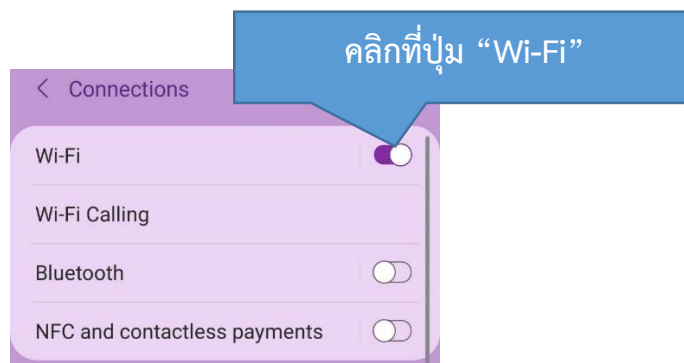 คลิกที่ปุ่ม “Wi-Fi”
< Connections
Wi-Fi
Wi-Fi Calling
Bluetooth
NFC and contactless payments